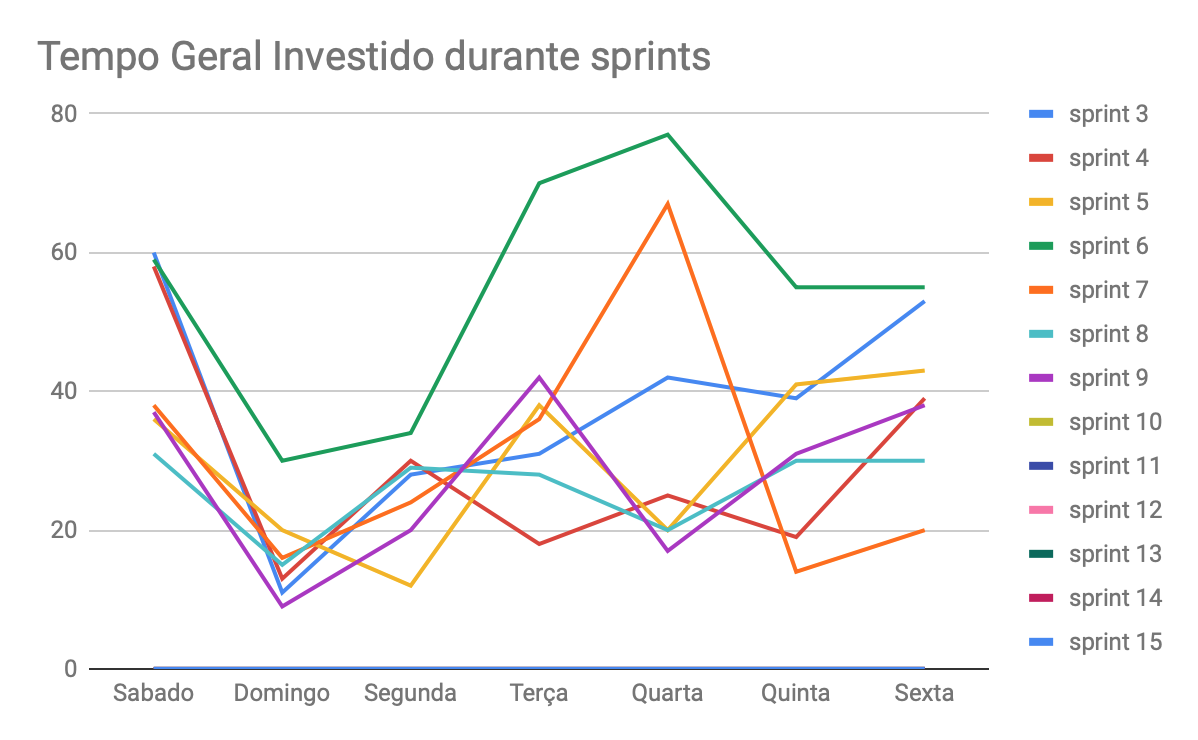 Tempo Geral Investido durante sprints
80
60
40
20
0
Sabado
Domingo
Segunda
Terça
Quarta
Quinta
Sexta
sprint 3
sprint 4
sprint 5
sprint 6
sprint 7
sprint 8
sprint 9
sprint 10
sprint 11
sprint 12
sprint 13
sprint 14
sprint 15